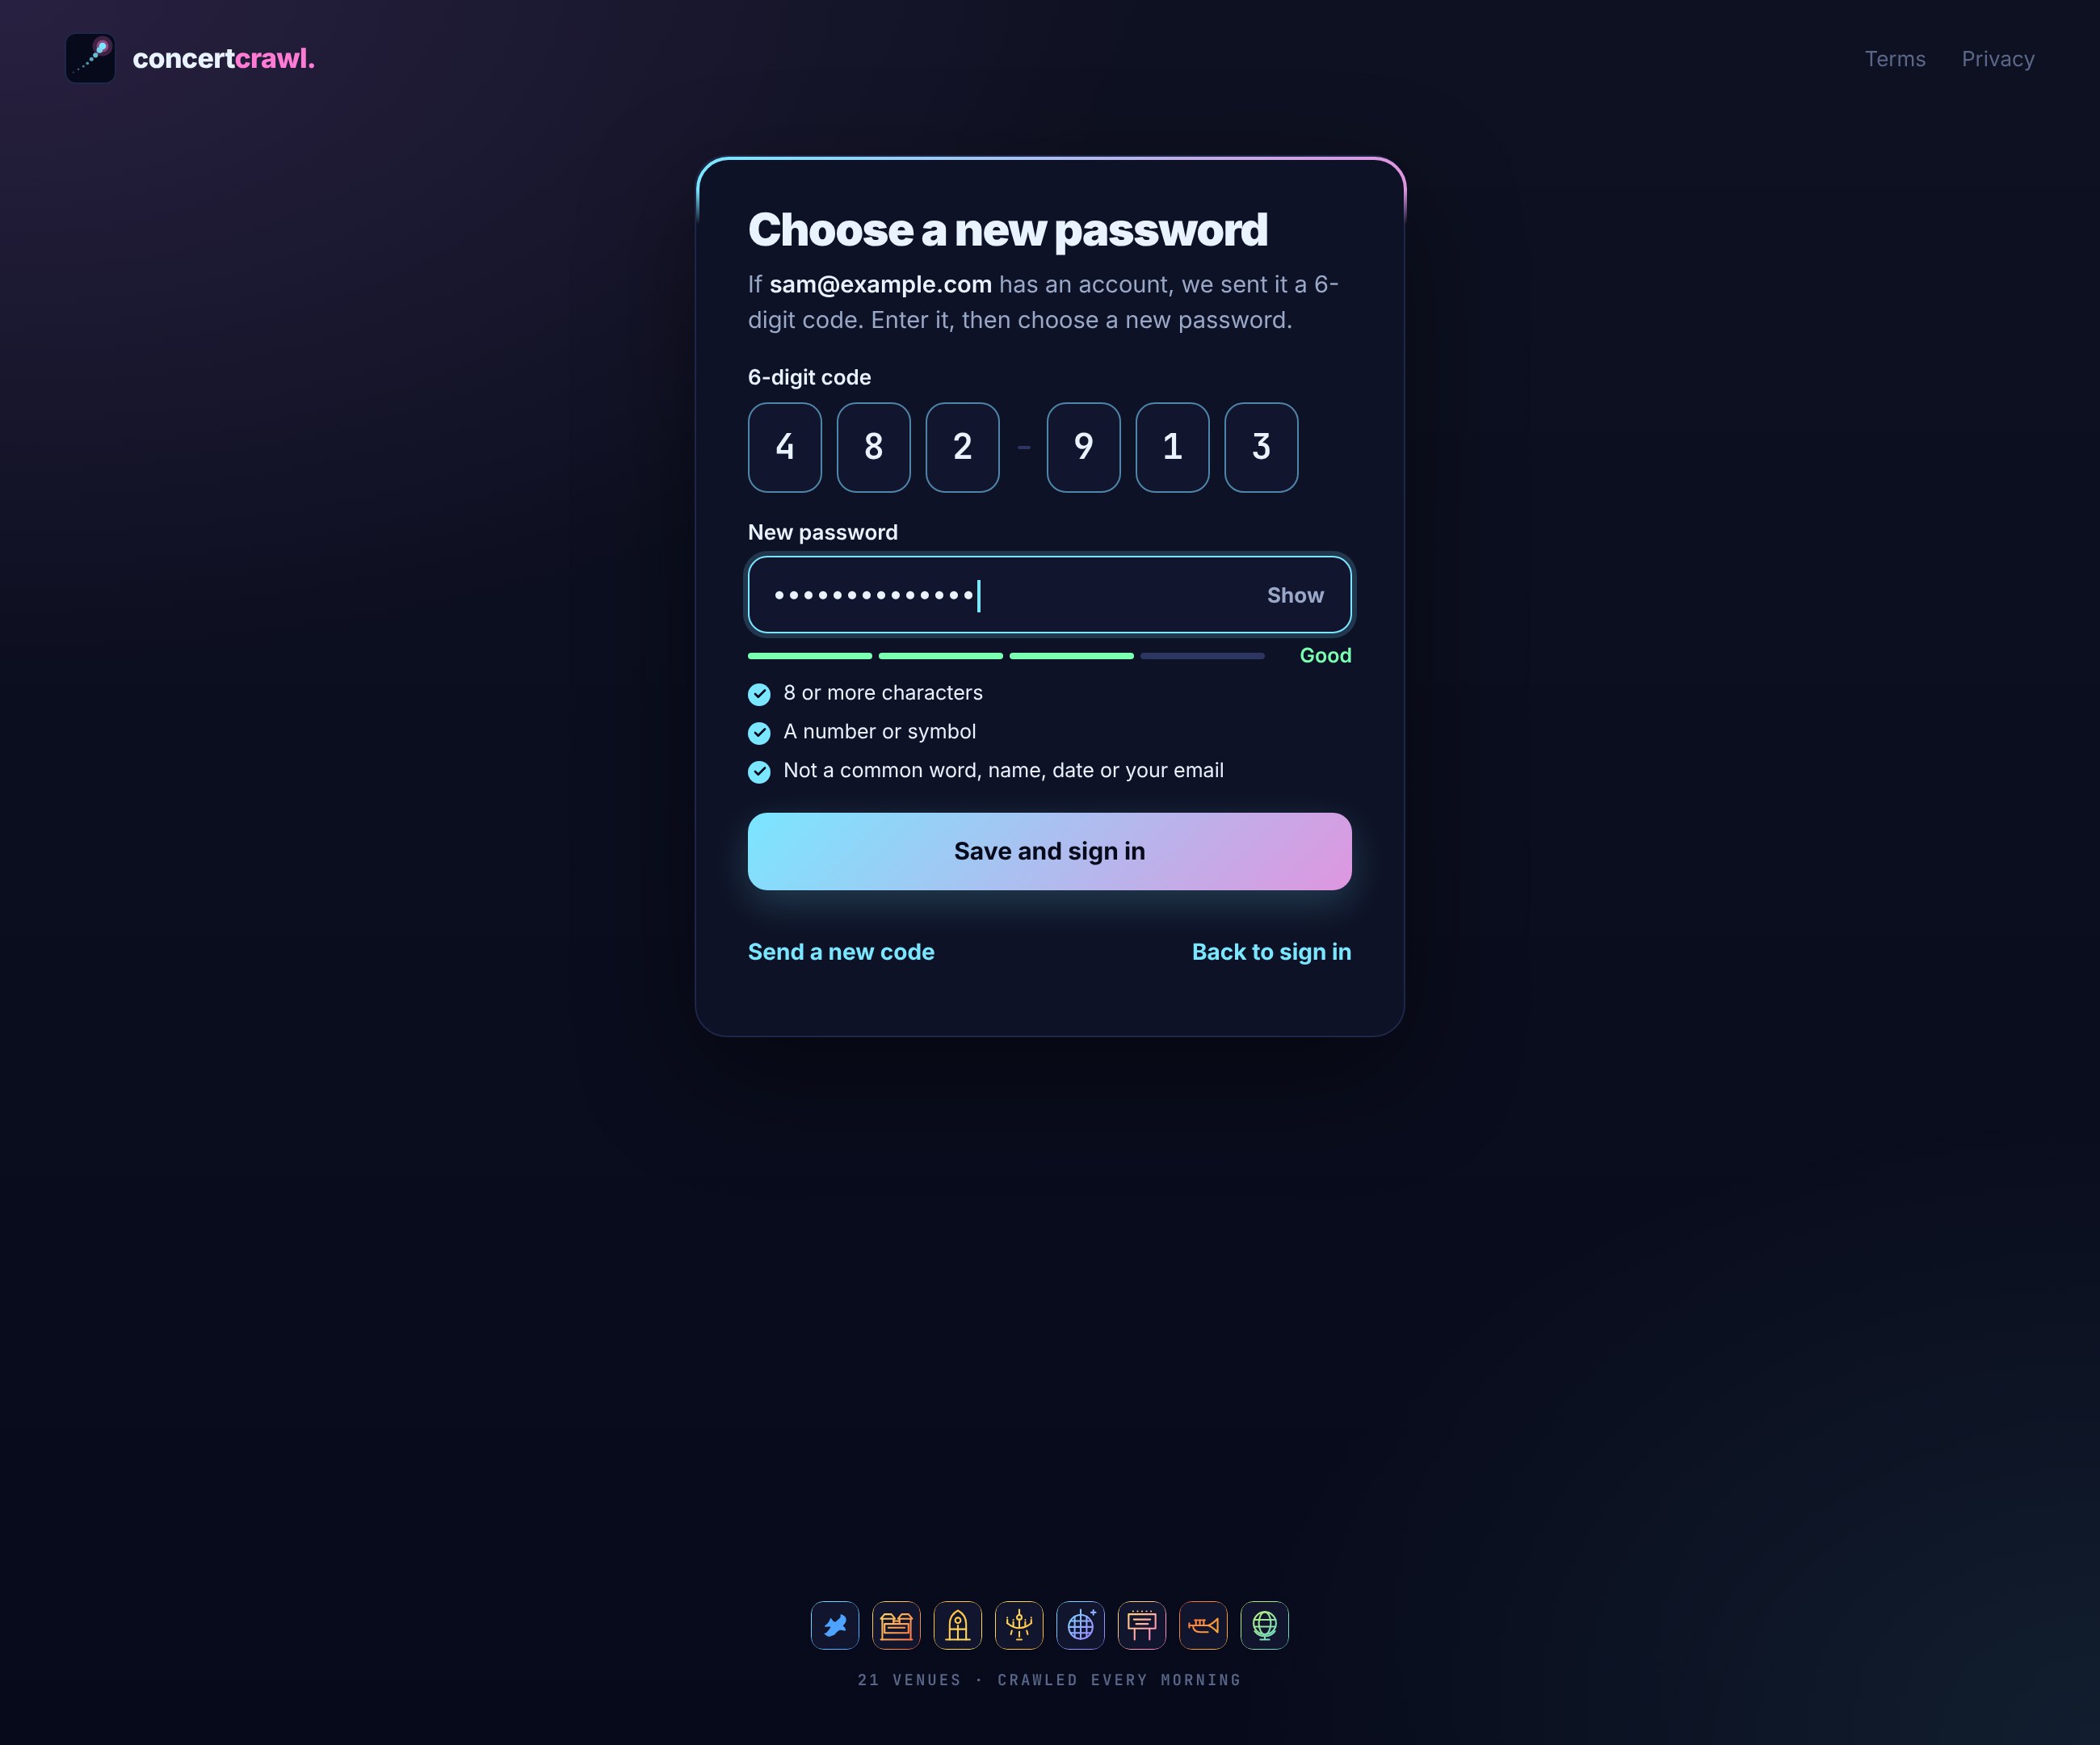 concertcrawl.
Terms Privacy
Choose a new password
If sam@example.com has an account, we sent it a 6-
digit code. Enter it, then choose a new password.
6-digit code
4 8 2 - 9 1 3
New password
Show
Good
8 or more characters
A number or symbol
Not a common word, name, date or your email
Save and sign in
Send a new code Back to sign in
21 VENUES · CRAWLED EVERY MORNING